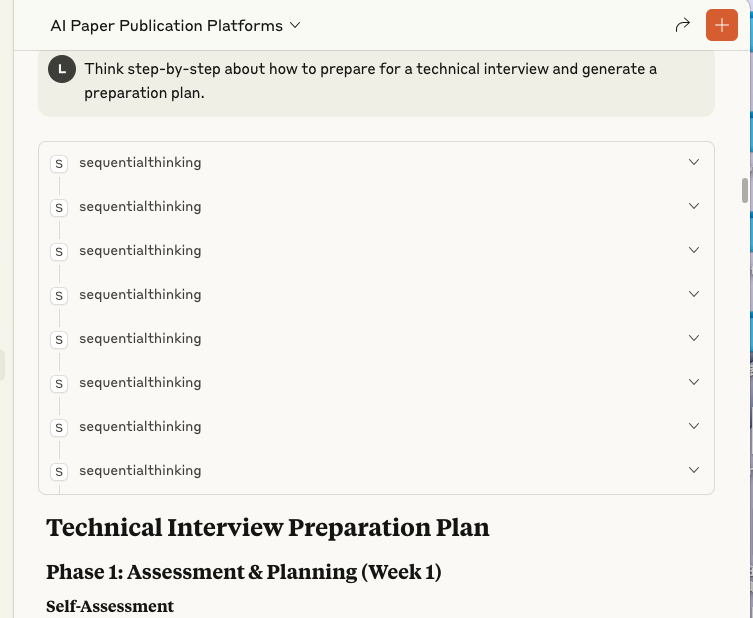 AI Paper Publication Platforms
L
Think step-by-step about how to prepare for a technical interview and generate a
preparation plan.
S sequentialthinking
S sequentialthinking
S sequentialthinking
S sequentialthinking
S sequentialthinking
S sequentialthinking
S sequentialthinking
S sequentialthinking
Technical Interview Preparation Plan
Phase 1: Assessment & Planning (Week 1)
Self-Assessment